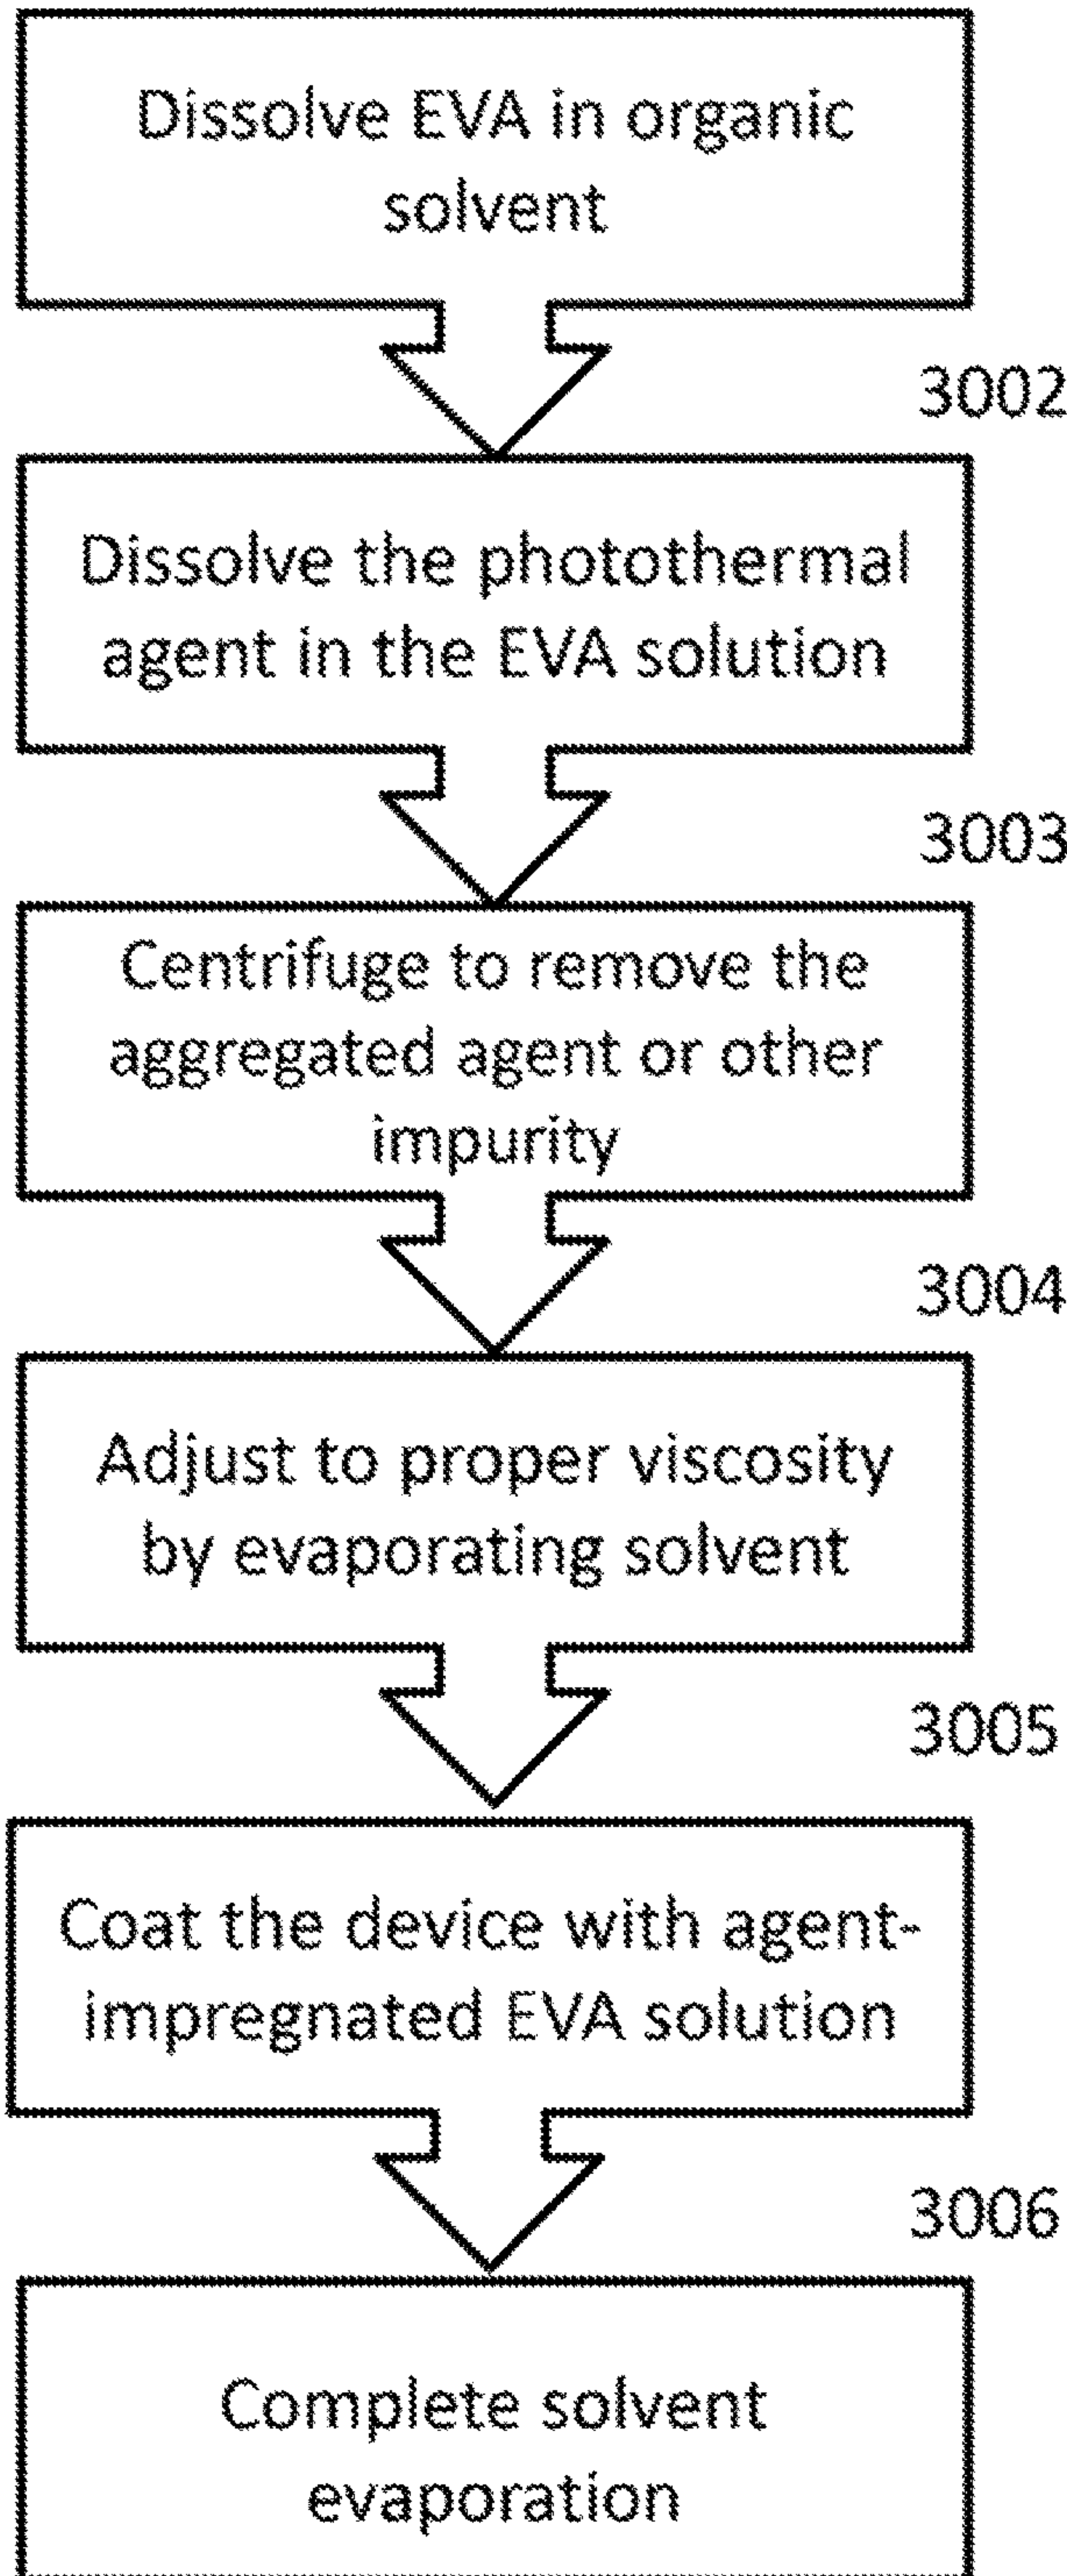 Dissolve EVA in organic
solvent
3002
Dissolve the photothermal
agent in the EVA solution
3003
Centrifuge to remove the
aggregated agent or other
impurity
3004
Adjust to proper viscosity
by evaporating solvent
3005
Coat the device with agent-
impregnated EVA solution
3006
Complete solvent
evaporation